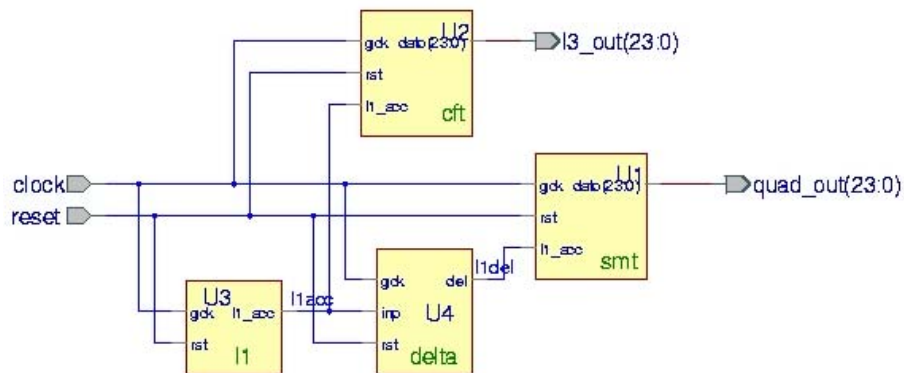 U2
gck dato(23:0)
rst
l1_acc
cft
l3_out(23:0)
clock
reset
U1
gck dato(23:0)
rst
l1_acc
smt
quad_out(23:0)
U3
gck l1_acc
rst
l1
l1acc
gck del
inp U4
rst
delta
l1del